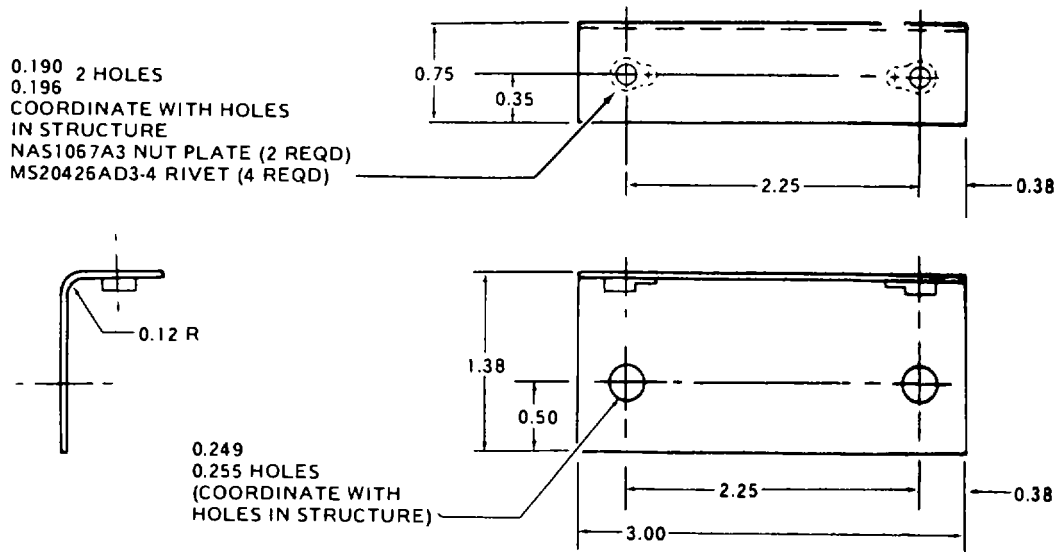 0.190 2 HOLES
0.196
COORDINATE WITH HOLES
IN STRUCTURE
NAS1067A3 NUT PLATE (2 REQD)
MS20426AD3-4 RIVET (4 REQD)
0.75
0.35
2.25
0.38
0.12 R
1.38
0.50
0.249
0.255 HOLES
(COORDINATE WITH
HOLES IN STRUCTURE)
2.25
0.38
3.00